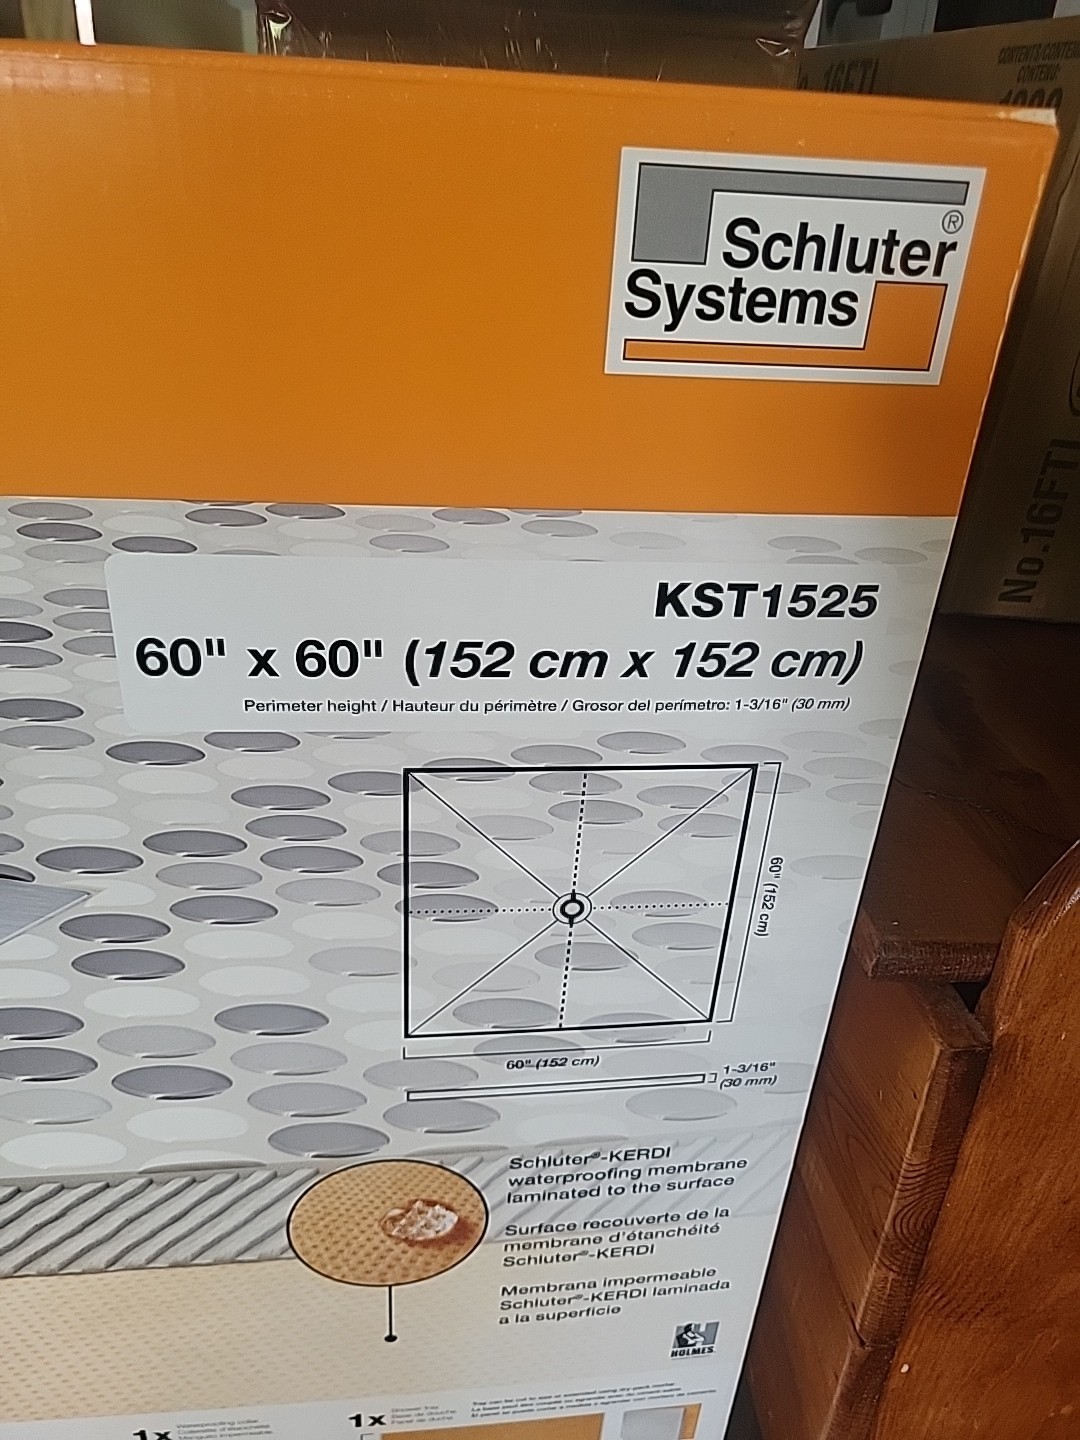 CONTENTS
No. 16FTI
Schluter®
Systems
KST1525
60" x 60" (152 cm x 152 cm)
Perimeter height / Hauteur du périmètre / Grosor del perímetro: 1-3/16" (30 mm)
60" (152 cm)
60" (152 cm)
1-3/16"
(30 mm)
Schluter®-KERDI
waterproofing membrane
laminated to the surface
Surface recouverte de la
membrane d'étanchéité
Schluter®-KERDI
Membrana impermeable
Schluter®-KERDI laminada
a la superficie
HOLMES
1x
1x
No.16FTI